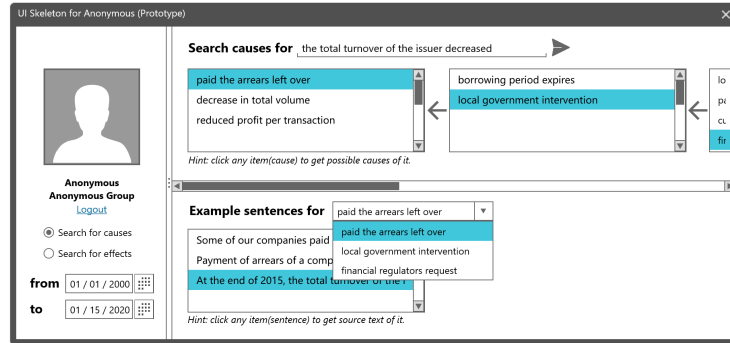 UI Skeleton for Anonymous (Prototype)
Search causes for the total turnover of the issuer decreased
paid the arrears left over
decrease in total volume
reduced profit per transaction
borrowing period expires
local government intervention
lo
pa
cu
fir
Hint: click any item(cause) to get possible causes of it.
Anonymous
Anonymous Group
Logout
Search for causes
Search for effects
from 01 / 01 / 2000
to 01 / 15 / 2020
Example sentences for paid the arrears left over
paid the arrears left over
local government intervention
financial regulators request
Some of our companies paid
Payment of arrears of a comp
At the end of 2015, the total turnover of the i
Hint: click any item(sentence) to get source text of it.